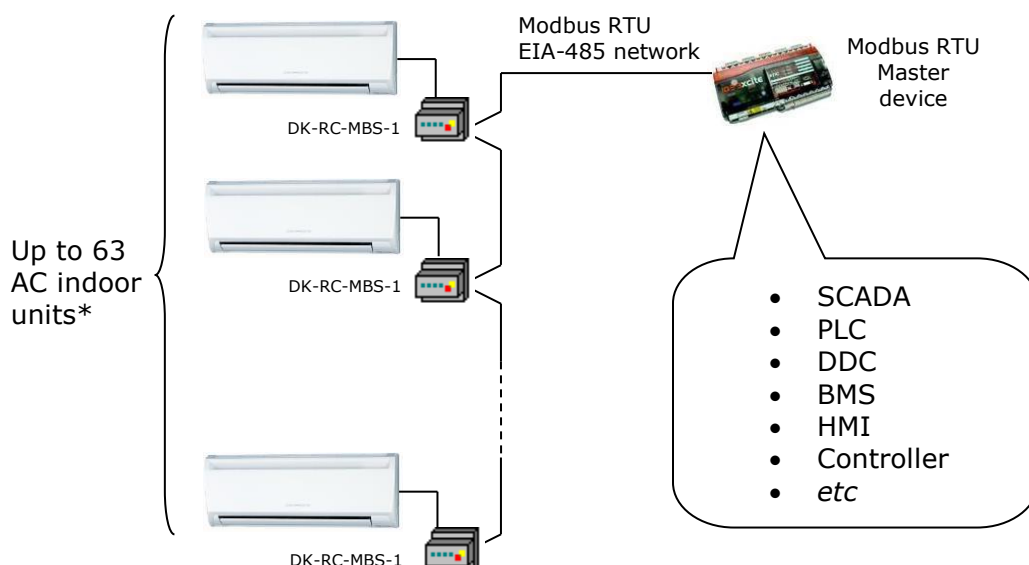 Modbus RTU
EIA-485 network
Modbus RTU
Master
device
DK-RC-MBS-1
DK-RC-MBS-1
Up to 63
AC indoor
units*
• SCADA
• PLC
• DDC
• BMS
• HMI
• Controller
• etc
DK-RC-MBS-1